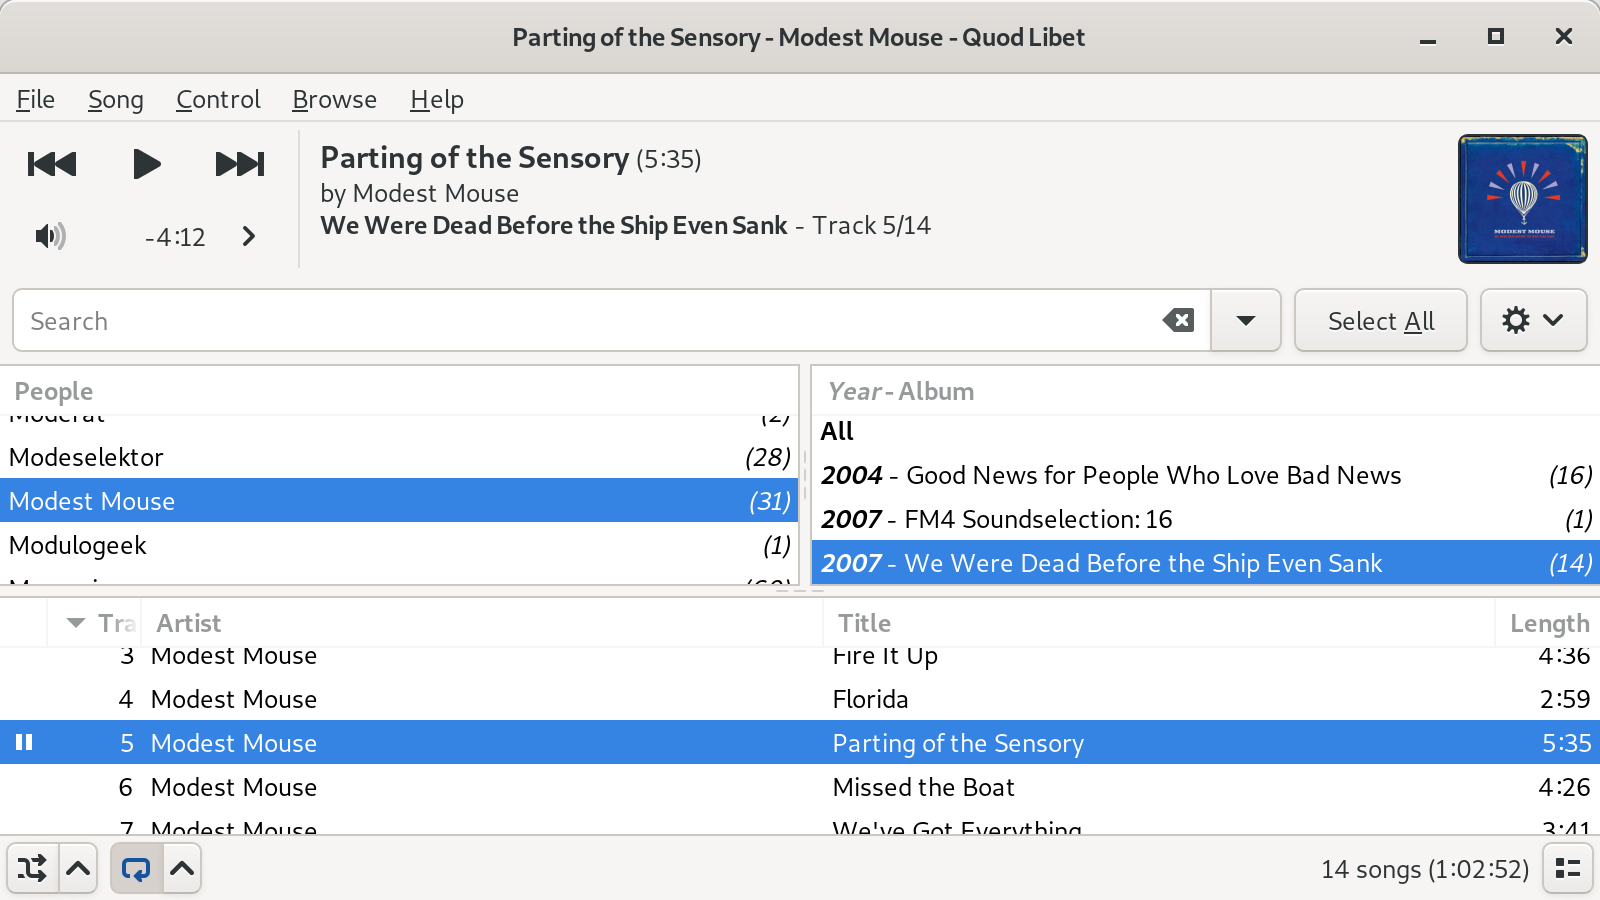 Parting of the Sensory - Modest Mouse - Quod Libet
File Song Control Browse Help
Parting of the Sensory (5:35)
by Modest Mouse
We Were Dead Before the Ship Even Sank - Track 5/14
-4:12
MODEST MOUSE
Search
Select All
People
Year - Album
Moderat (2)
All
Modeselektor (28)
2004 - Good News for People Who Love Bad News (16)
Modest Mouse (31)
2007 - FM4 Soundselection: 16 (1)
Modulogeek (1)
2007 - We Were Dead Before the Ship Even Sank (14)
Tra Artist Title Length
3 Modest Mouse Fire It Up 4:36
4 Modest Mouse Florida 2:59
5 Modest Mouse Parting of the Sensory 5:35
6 Modest Mouse Missed the Boat 4:26
7 Modest Mouse We've Got Everything 3:41
14 songs (1:02:52)